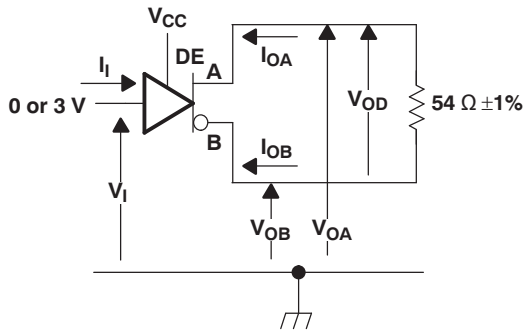 VCC
II
DE
A
IOA
0 or 3 V
VOD
54 Ω ±1%
B
IOB
VI
VOB
VOA